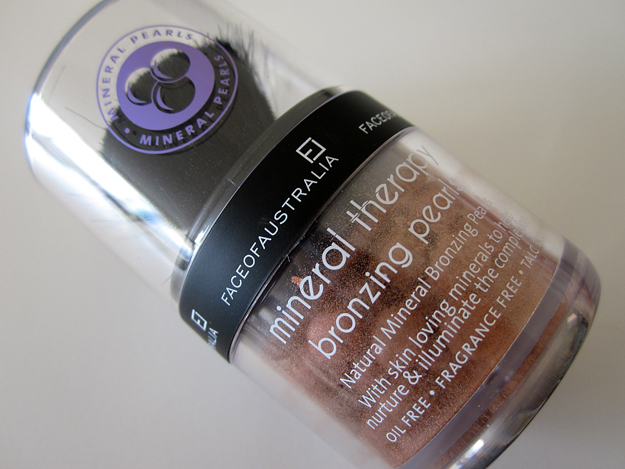 MINERAL PEARLS • MINERAL PEARLS •
FACEOFAUSTRALIA
mineral therapy
bronzing pearls
Natural Mineral Bronzing
With skin loving minerals to
nurture & illuminate the
OIL FREE • FRAGRANCE FREE •